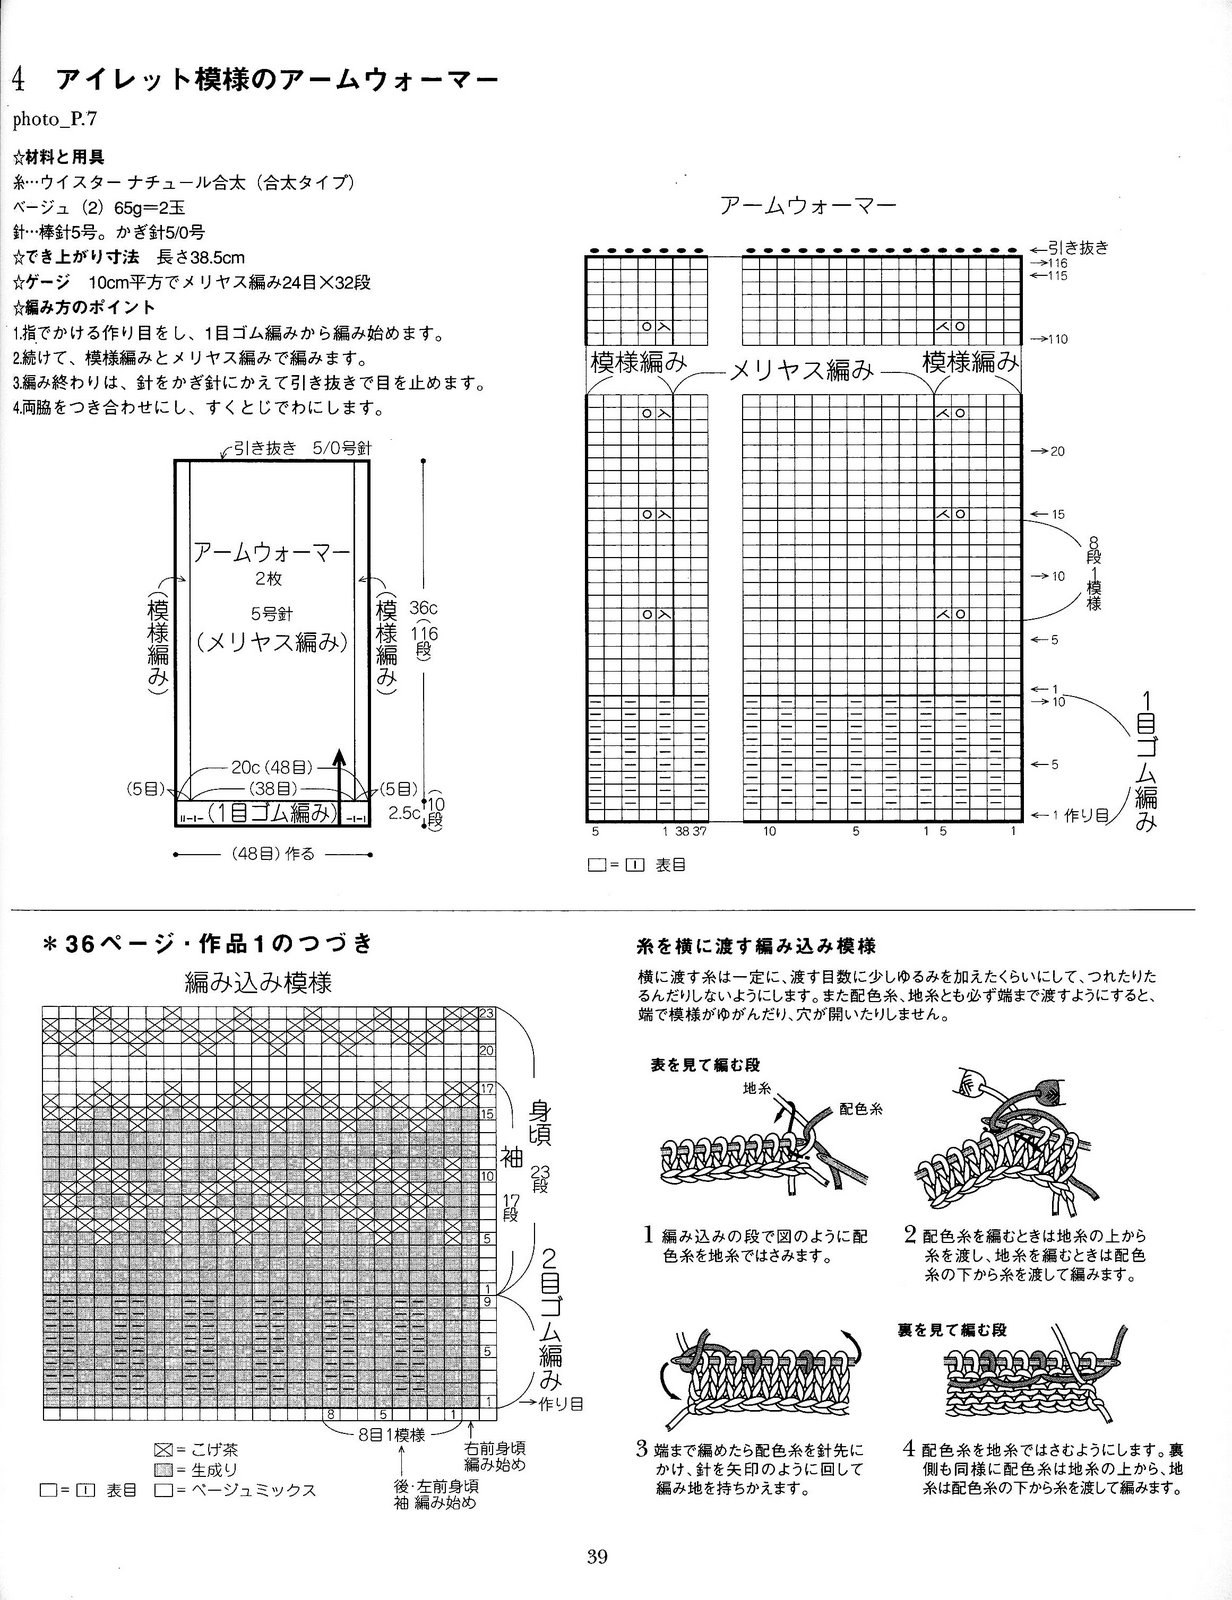 4 アイレット模様のアームウォーマー
photo_P.7
☆材料と用具
糸…ウイスター ナチュール合太（合太タイプ）
ベージュ（2）65g＝2玉
針…棒針5号。かぎ針5/0号
☆でき上がり寸法 長さ38.5cm
☆ゲージ 10cm平方でメリヤス編み24目×32段
☆編み方のポイント
1.指でかける作り目をし、1目ゴム編みから編み始めます。
2.続けて、模様編みとメリヤス編みで編みます。
3.編み終わりは、針をかぎ針にかえて引き抜きで目を止めます。
4.両脇をつき合わせにし、すくとじでわにします。
引き抜き 5/0号針
アームウォーマー
2枚
5号針
（メリヤス編み）
（模様編み）
（模様編み）
36c
（116段）
20c（48目）
（5目）
（38目）
（5目）
（1目ゴム編み）
2.5c
（10段）
（48目）作る
アームウォーマー
←引き抜き
→116
←115
→110
模様編み
メリヤス編み
模様編み
→20
←15
→10
←5
←1
8段1模様
→10
←5
←1 作り目
1目ゴム編み
5 1 38 37 10 5 1 5 1
□=| 表目
＊36ページ・作品1のつづき
編み込み模様
23
20
17
15
10
5
1
9
5
1
身頃
23段
袖
17段
2目ゴム編み
→作り目
8 5 1
8目1模様
右前身頃
編み始め
後・左前身頃
袖 編み始め
= こげ茶
= 生成り
□=| 表目 □= ベージュミックス
糸を横に渡す編み込み模様
横に渡す糸は一定に、渡す目数に少しゆるみを加えたくらいにして、つれたりた
るんだりしないようにします。また配色糸、地糸とも必ず端まで渡すようにすると、
端で模様がゆがんだり、穴が開いたりしません。
表を見て編む段
地糸
配色糸
1 編み込みの段で図のように配
色糸を地糸ではさみます。
2 配色糸を編むときは地糸の上から
糸を渡し、地糸を編むときは配色
糸の下から糸を渡して編みます。
裏を見て編む段
3 端まで編めたら配色糸を針先に
かけ、針を矢印のように回して
編み地を持ちかえます。
4 配色糸を地糸ではさむようにします。裏
側も同様に配色糸は地糸の上から、地
糸は配色糸の下から糸を渡して編みます。
39